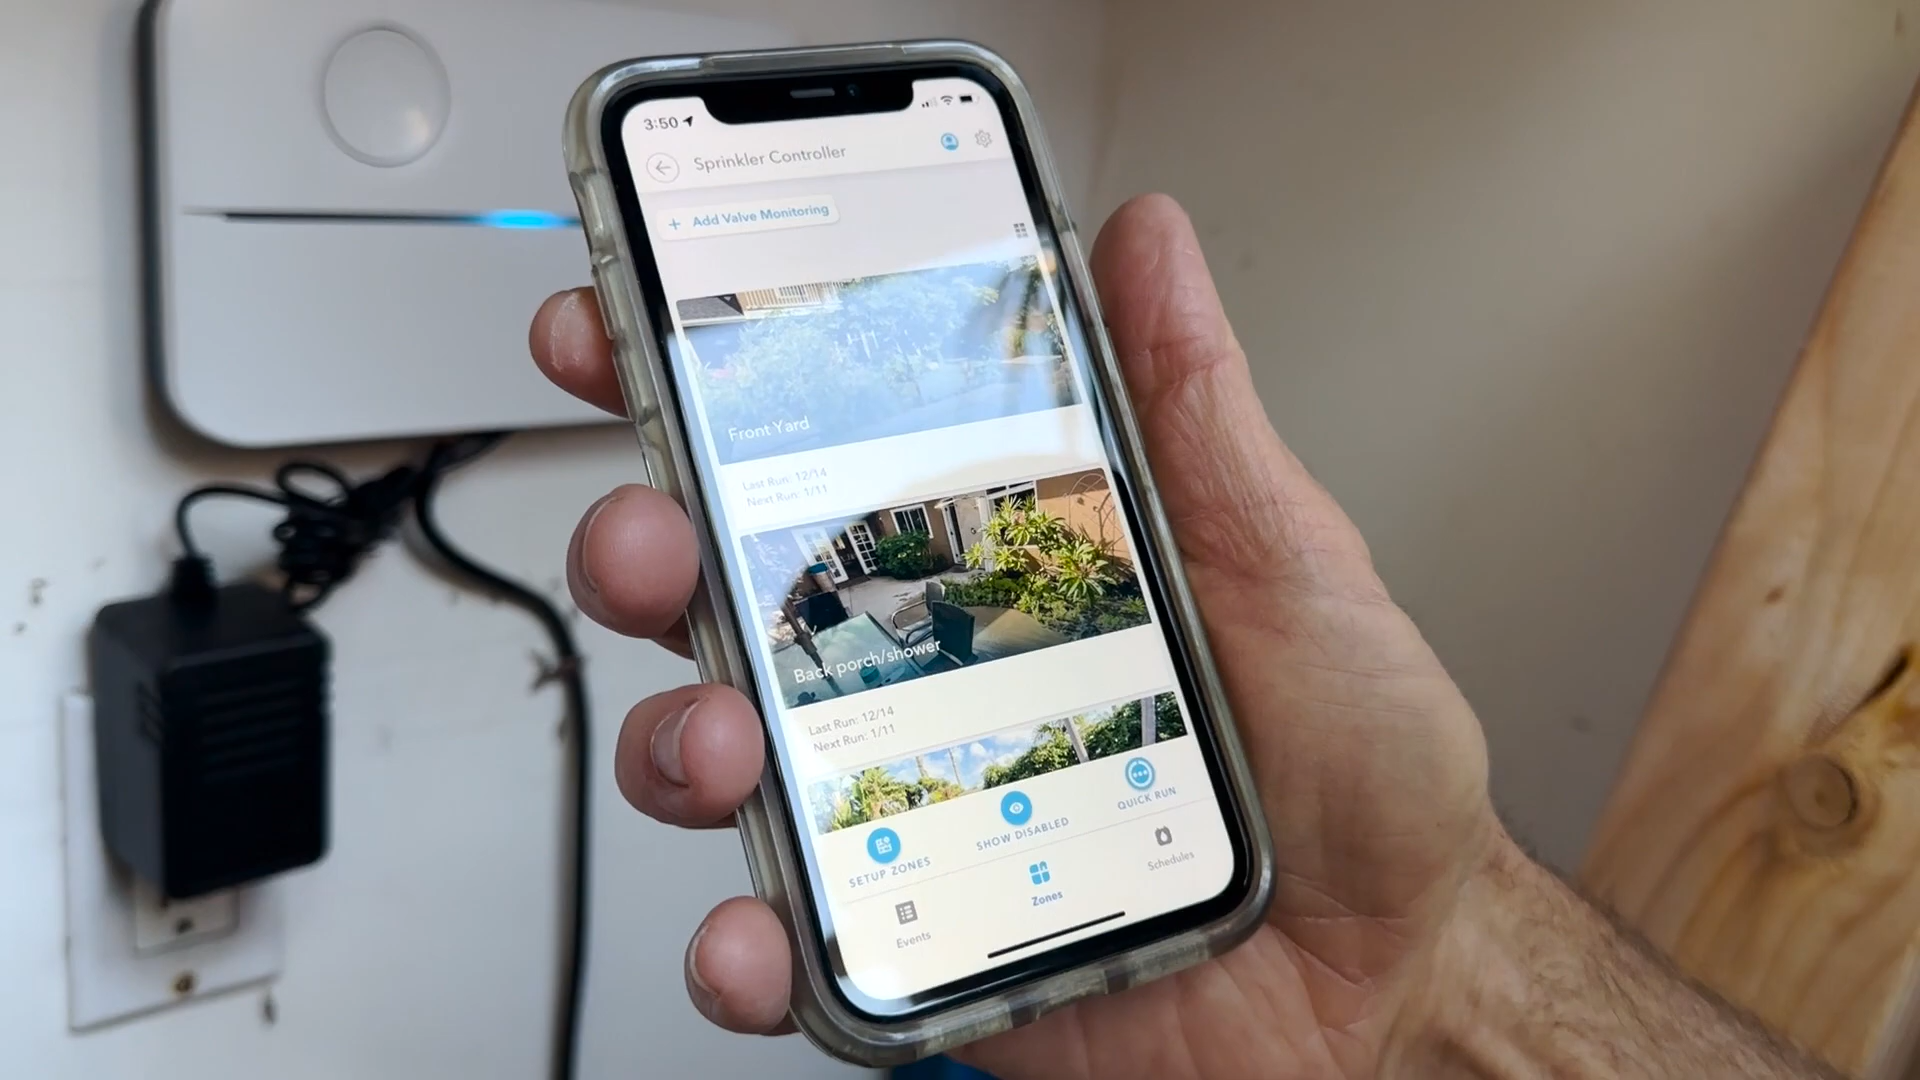 3:50
Sprinkler Controller
+ Add Valve Monitoring
Front Yard
Last Run: 12/14
Next Run: 1/11
Back porch/shower
Last Run: 12/14
Next Run: 1/11
SETUP ZONES
SHOW DISABLED
QUICK RUN
Events
Zones
Schedules